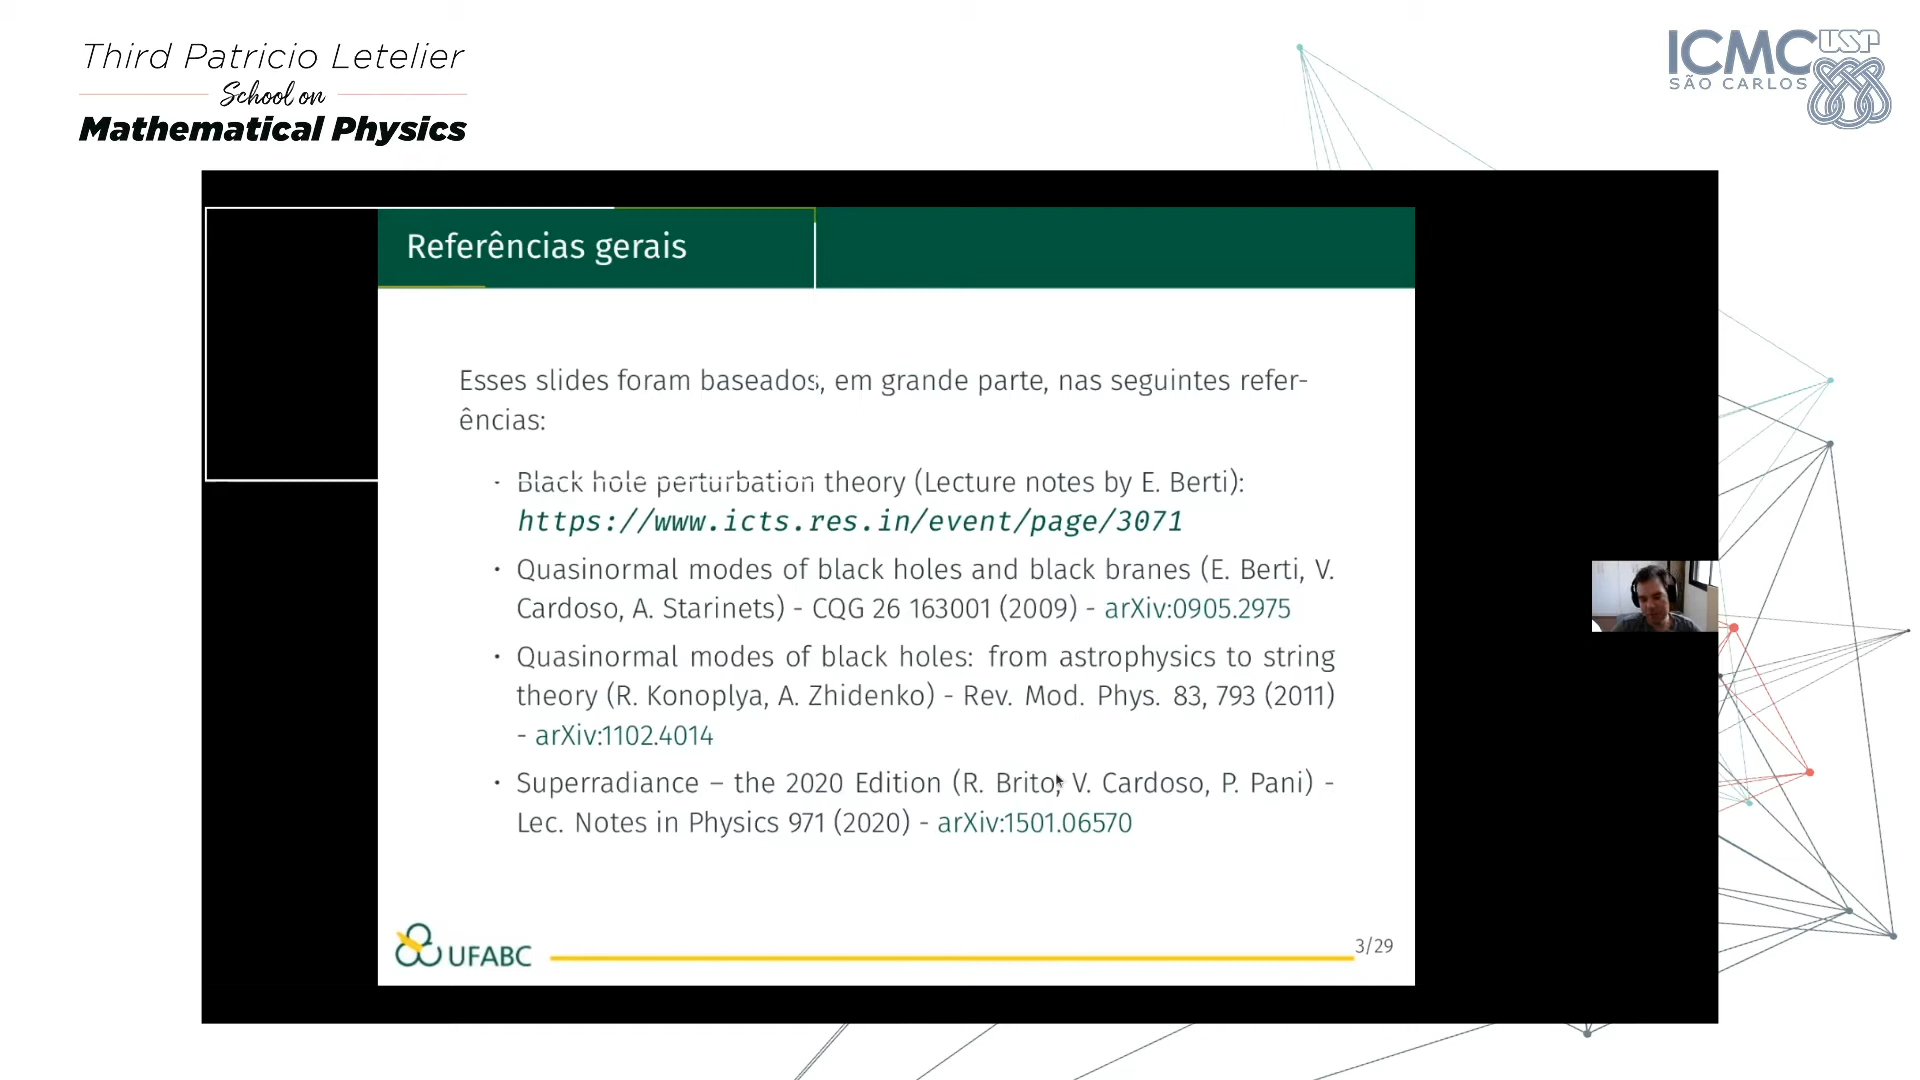 Third Patricio Letelier
School on
Mathematical Physics
ICMC USP
SÃO CARLOS
Referências gerais
Esses slides foram baseados, em grande parte, nas seguintes refer-
ências:
· Black hole perturbation theory (Lecture notes by E. Berti):
https://www.icts.res.in/event/page/3071
· Quasinormal modes of black holes and black branes (E. Berti, V.
Cardoso, A. Starinets) - CQG 26 163001 (2009) - arXiv:0905.2975
· Quasinormal modes of black holes: from astrophysics to string
theory (R. Konoplya, A. Zhidenko) - Rev. Mod. Phys. 83, 793 (2011)
- arXiv:1102.4014
· Superradiance – the 2020 Edition (R. Brito, V. Cardoso, P. Pani) -
Lec. Notes in Physics 971 (2020) - arXiv:1501.06570
UFABC
3/29